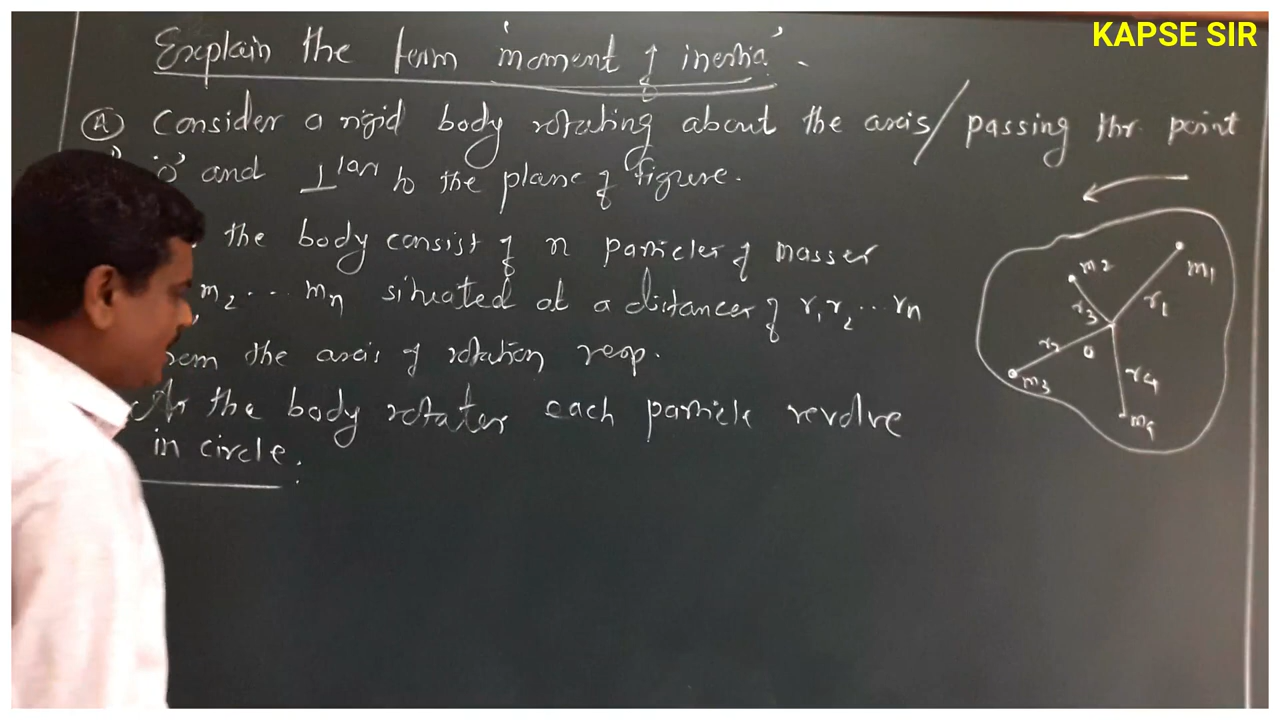 KAPSE SIR
Explain the term 'moment of inertia'.
(A) Consider a rigid body rotating about the axis/ passing thr. point
'o' and ⊥lar to the plane of figure.
the body consist of n particles of masses
m2 ... mn situated at a distances of r1 r2 ... rn
the axis of rotation resp.
As the body rotates each particle revolve
in circle.
m2
m1
r3
r1
r2
o
m3
r4
m4